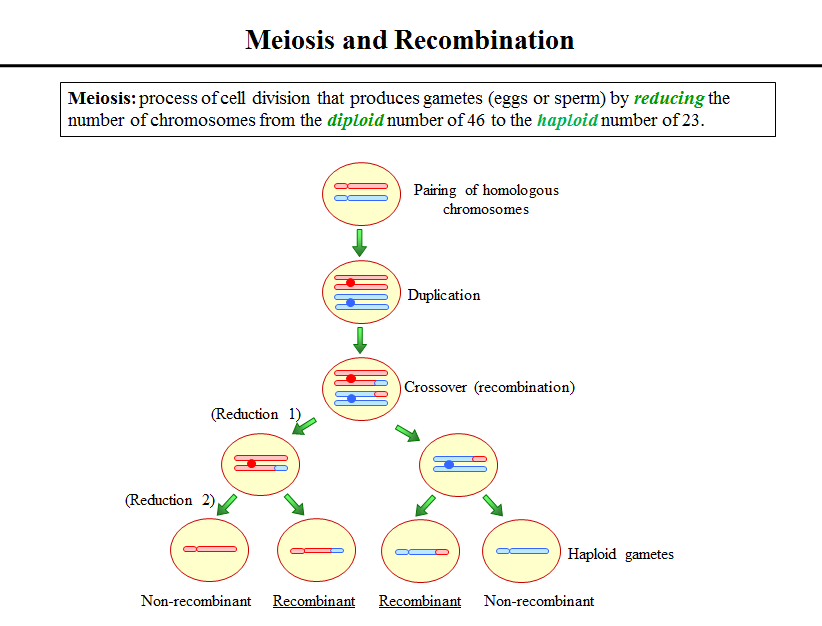 Meiosis and Recombination
Meiosis: process of cell division that produces gametes (eggs or sperm) by reducing the
number of chromosomes from the diploid number of 46 to the haploid number of 23.
Pairing of homologous
chromosomes
Duplication
Crossover (recombination)
(Reduction 1)
(Reduction 2)
Haploid gametes
Non-recombinant Recombinant Recombinant Non-recombinant